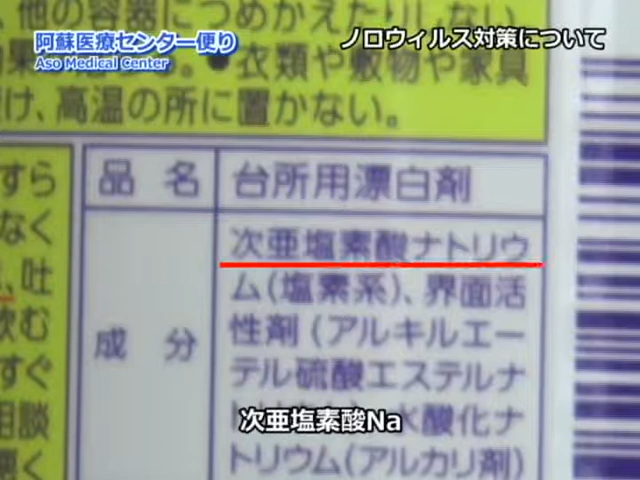 、他の容器につめかえたりしない
阿蘇医療センター便り
Aso Medical Center
ノロウィルス対策について
●衣類や敷物や家具
け、高温の所に置かない。
すら
なく
、吐
飲む
すぐ
相談
品名
台所用漂白剤
成分
次亜塩素酸ナトリウ
ム(塩素系)、界面活
性剤(アルキルエー
テル硫酸エステルナ
水酸化ナ
トリウム(アルカリ剤)
次亜塩素酸Na